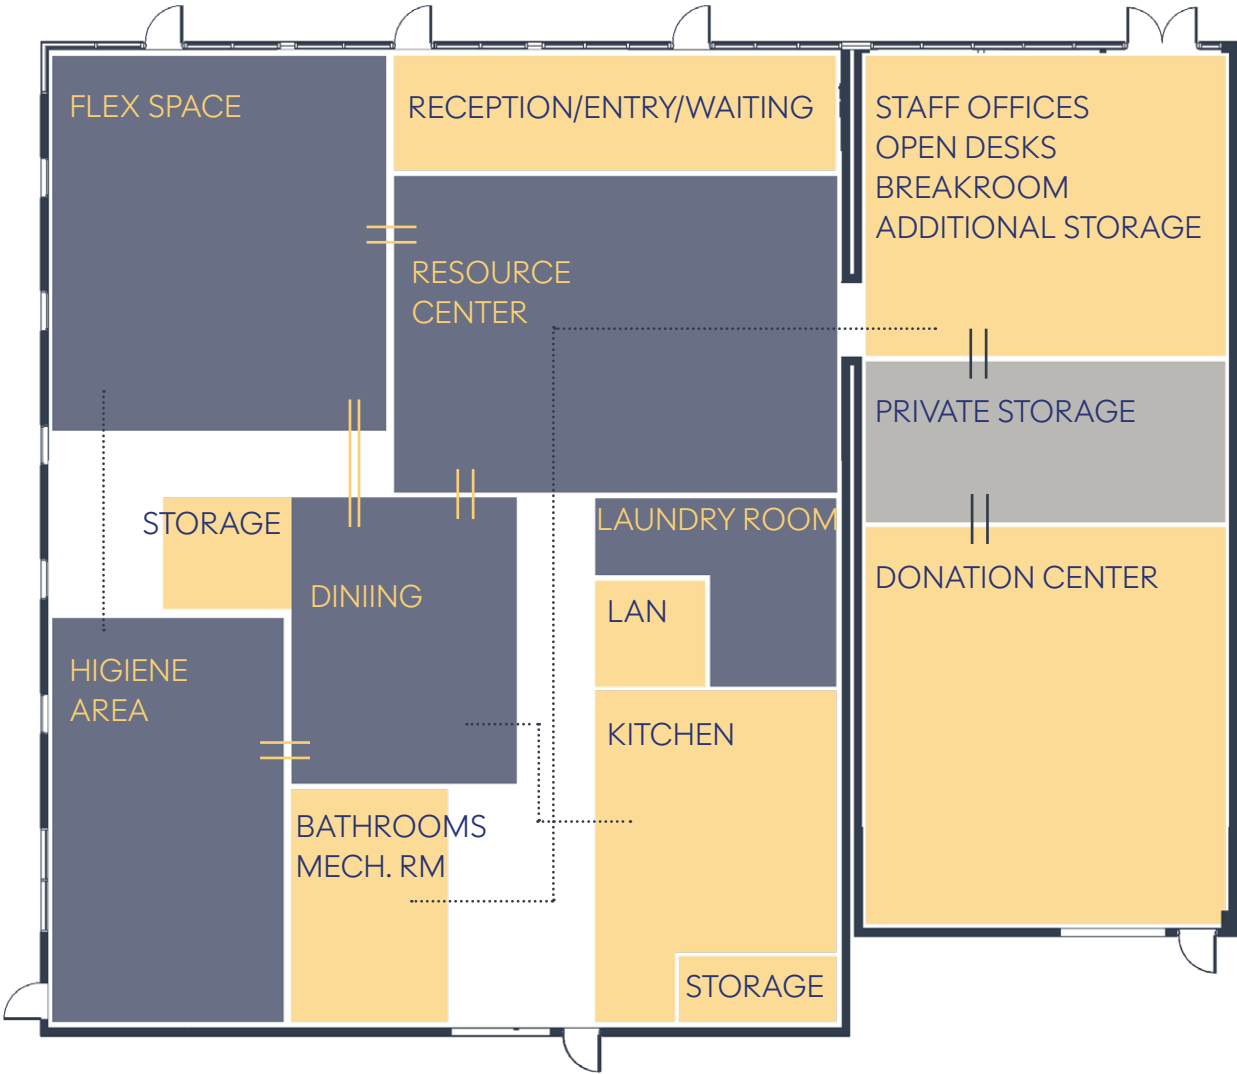 FLEX SPACE
RECEPTION/ENTRY/WAITING
STAFF OFFICES
OPEN DESKS
BREAKROOM
ADDITIONAL STORAGE
RESOURCE
CENTER
PRIVATE STORAGE
STORAGE
LAUNDRY ROOM
DINIING
LAN
DONATION CENTER
HIGIENE
AREA
KITCHEN
BATHROOMS
MECH. RM
STORAGE